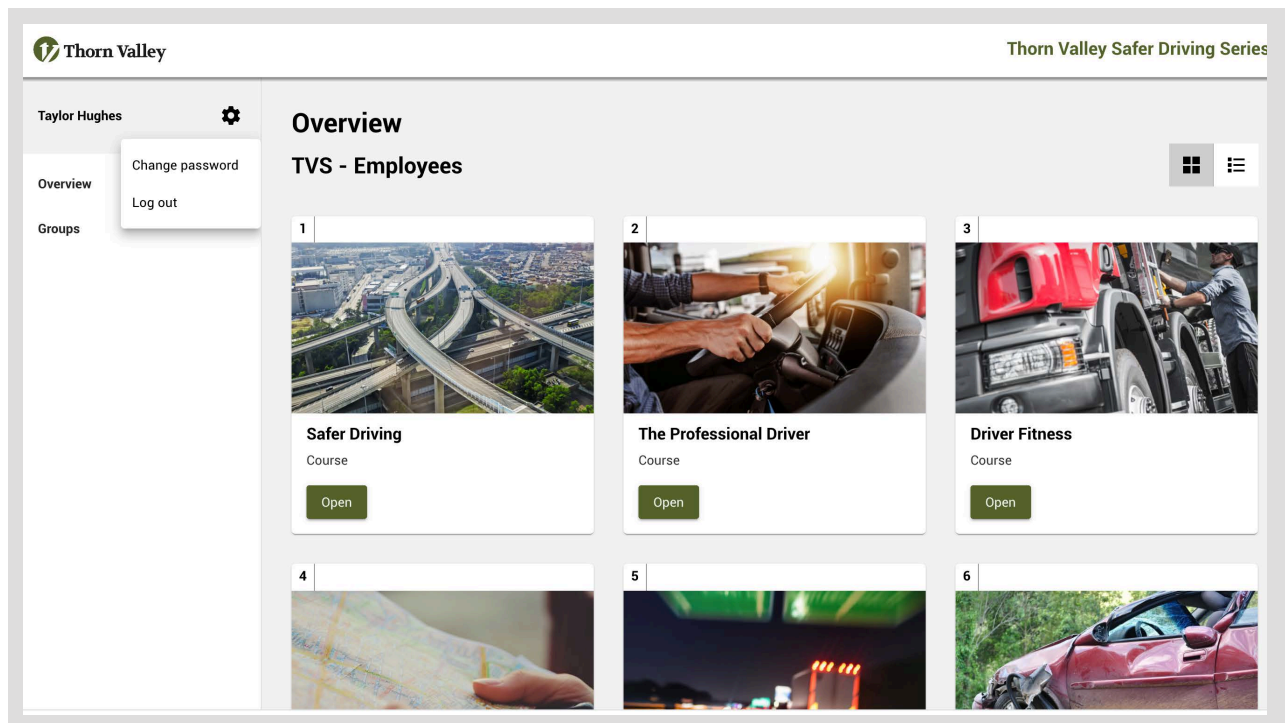 Thorn Valley
Thorn Valley Safer Driving Series
Taylor Hughes
Change password
Log out
Overview
Groups
Overview
TVS - Employees
1
Safer Driving
Course
Open
2
The Professional Driver
Course
Open
3
Driver Fitness
Course
Open
4
5
6